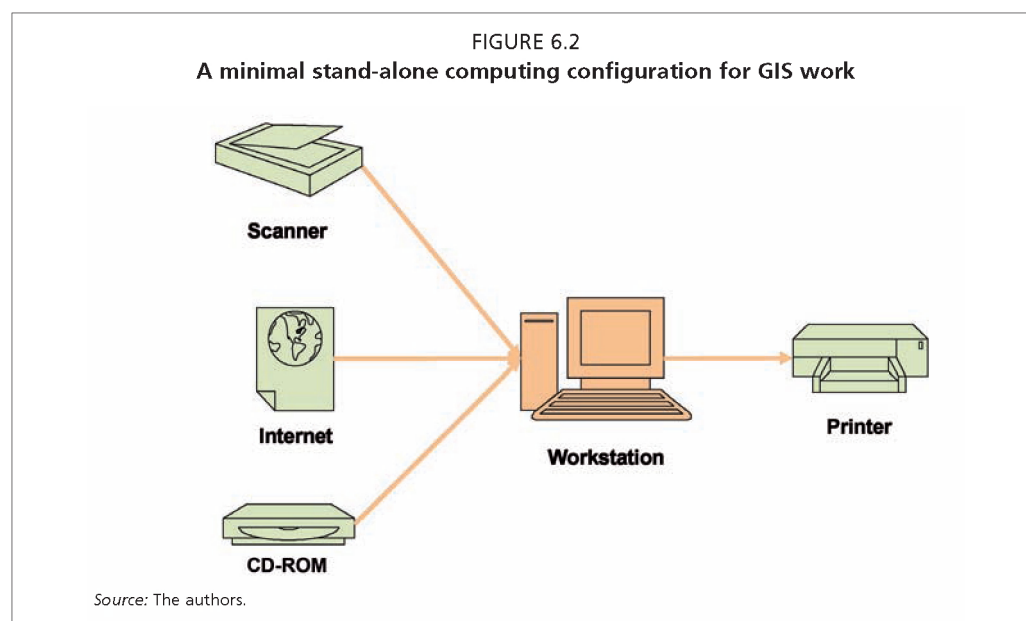 FIGURE 6.2
A minimal stand-alone computing configuration for GIS work
Scanner
Internet
CD-ROM
Workstation
Printer
Source: The authors.